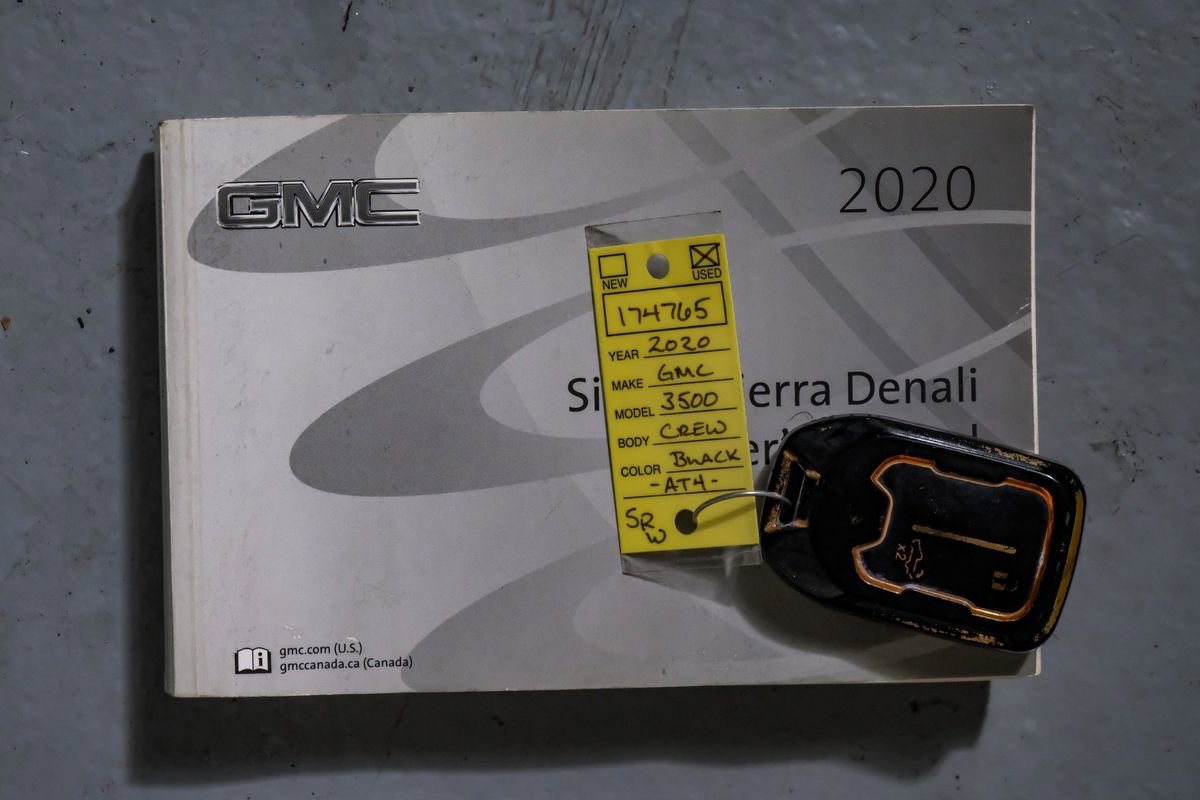 GMC
2020
NEW
USED
174765
YEAR 2020
MAKE GMC
MODEL 3500
BODY CREW
COLOR BLACK
-AT4-
SRW
Denali
X2
gmc.com (U.S.)
gmccanada.ca (Canada)